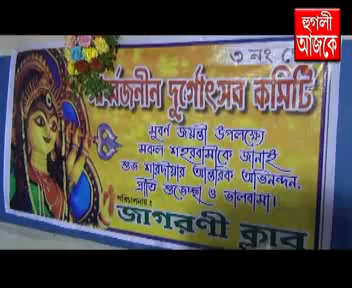 হুগলী
আজকে
৩ নং
সার্বজনীন দুর্গোৎসব কমিটি
সুবর্ণ জয়ন্তী উপলক্ষ্যে
সকল শহরবাসীকে জানাই
শুভ শারদীয়ার আন্তরিক অভিনন্দন,
প্রীতি শুভেচ্ছা ও ভালবাসা।
পরিচালনায় :
জাগরণী ক্লাব